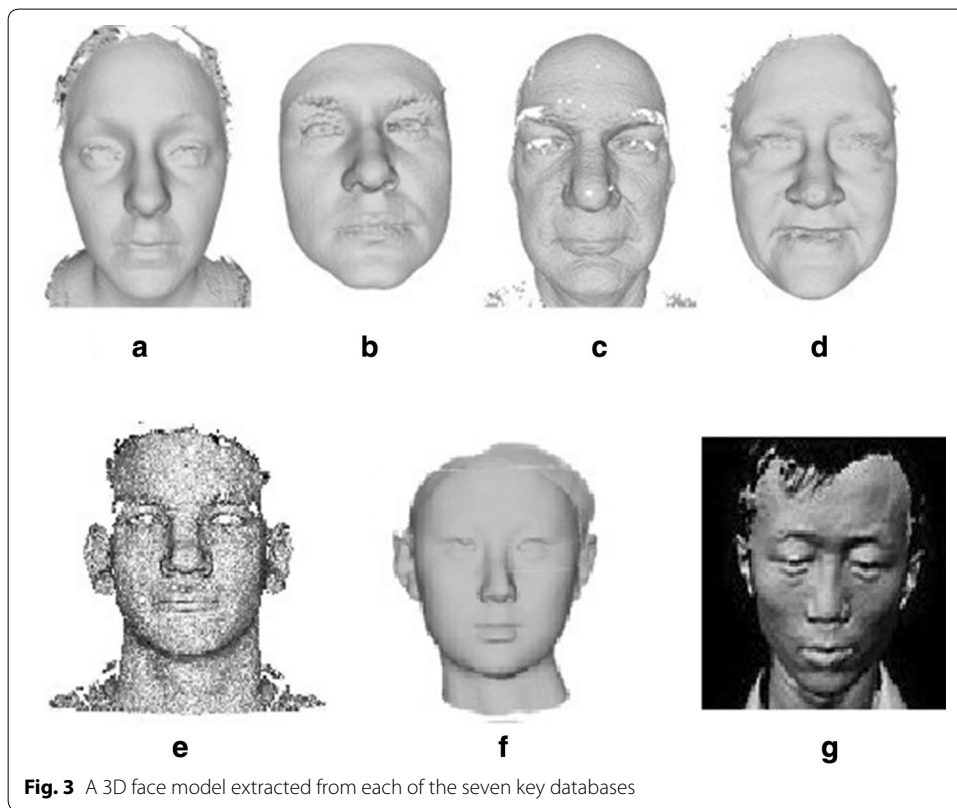 a b c d
e f g
Fig. 3 A 3D face model extracted from each of the seven key databases